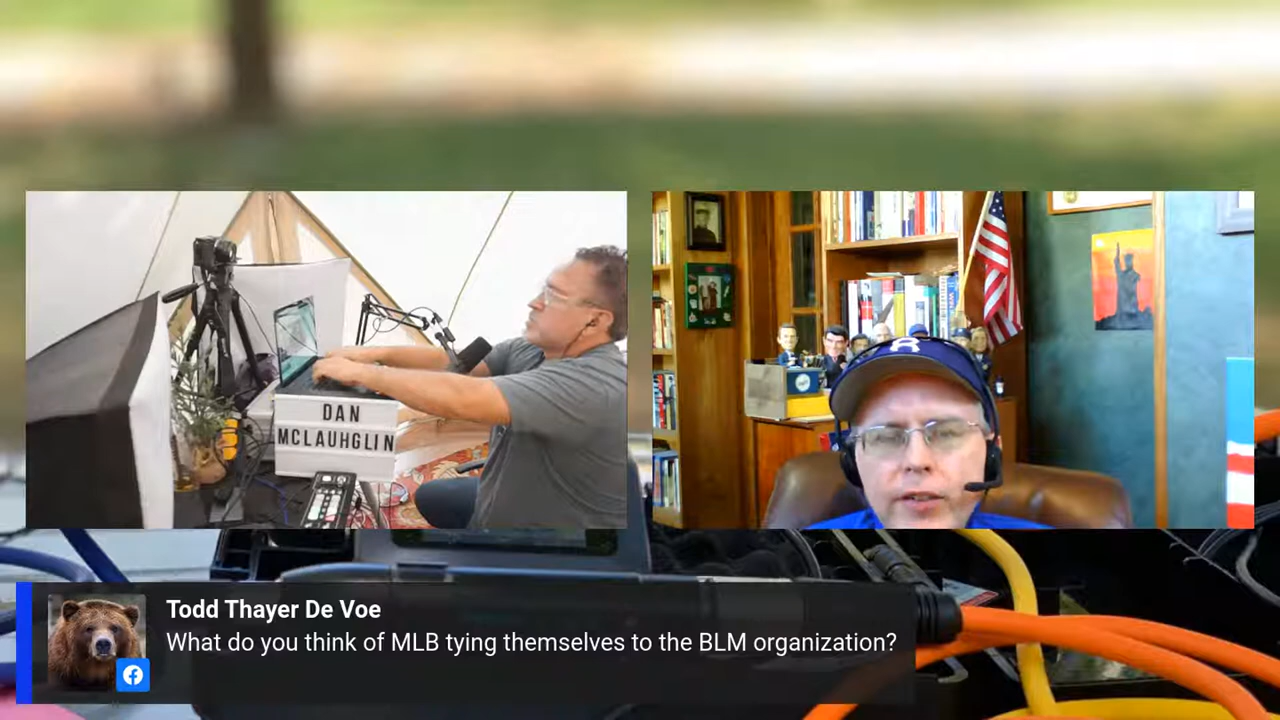 DAN
MCLAUHGLIN
R
Todd Thayer De Voe
What do you think of MLB tying themselves to the BLM organization?